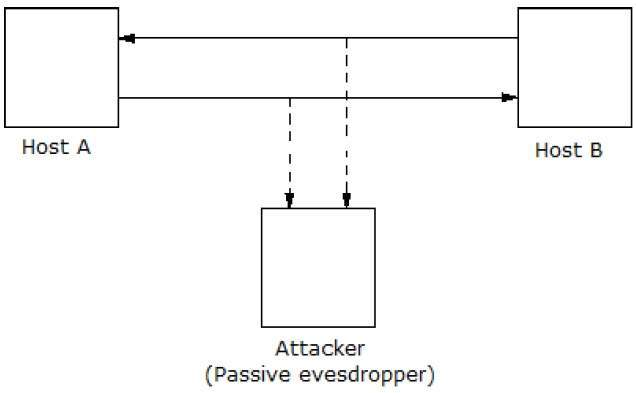 Host A
Host B
Attacker
(Passive evesdropper)